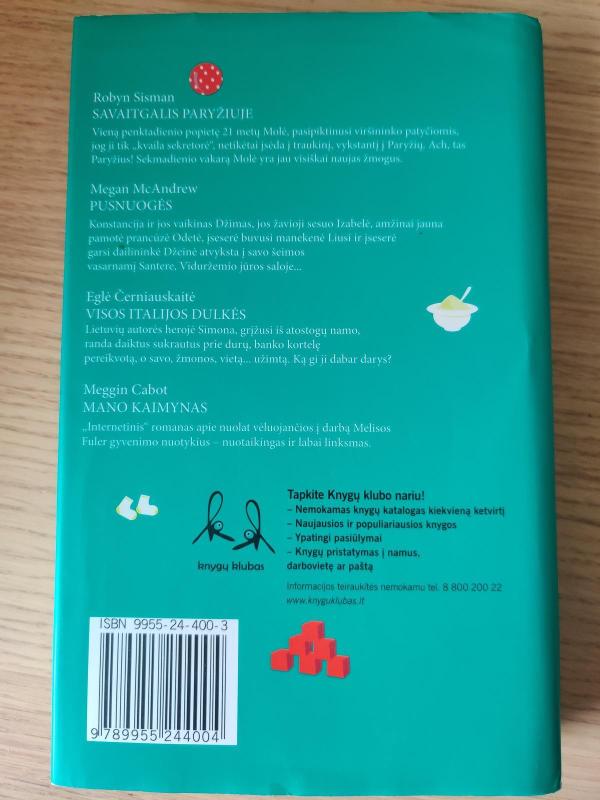 Robyn Sisman
SAVAITGALIS PARYŽIUJE
Vieną penktadienio popietę 21 metų Molė, pasipiktinusi viršininko patyčiomis,
jog ji tik „kvaila sekretorė", netikėtai įsėda į traukinį, vykstantį į Paryžių. Ach, tas
Paryžius! Sekmadienio vakarą Molė yra jau visiškai naujas žmogus.
Megan McAndrew
PUSNUOGĖS
Konstancija ir jos vaikinas Džimas, jos žavioji sesuo Izabelė, amžinai jauna
pamotė prancūzė Odetė, įseserė buvusi manekenė Liusi ir įseserė
garsi dailininkė Džeinė atvyksta į savo šeimos
vasarnamį Santere, Viduržemio jūros saloje...
Eglė Černiauskaitė
VISOS ITALIJOS DULKĖS
Lietuvių autorės herojė Simona, grįžusi iš atostogų namo,
randa daiktus sukrautus prie durų, banko kortelę
pereikvotą, o savo, žmonos, vietą... užimtą. Ką gi ji dabar darys?
Meggin Cabot
MANO KAIMYNAS
„Internetinis" romanas apie nuolat vėluojančios į darbą Melisos
Fuler gyvenimo nuotykius – nuotaikingas ir labai linksmas.
knygų klubas
Tapkite Knygų klubo nariu!
– Nemokamas knygų katalogas kiekvieną ketvirtį
– Naujausios ir populiariausios knygos
– Ypatingi pasiūlymai
– Knygų pristatymas į namus,
darbovietę ar paštą
Informacijos teiraukitės nemokamu tel. 8 800 200 22
www.knyguklubas.lt
ISBN 9955-24-400-3
9 789955 244004